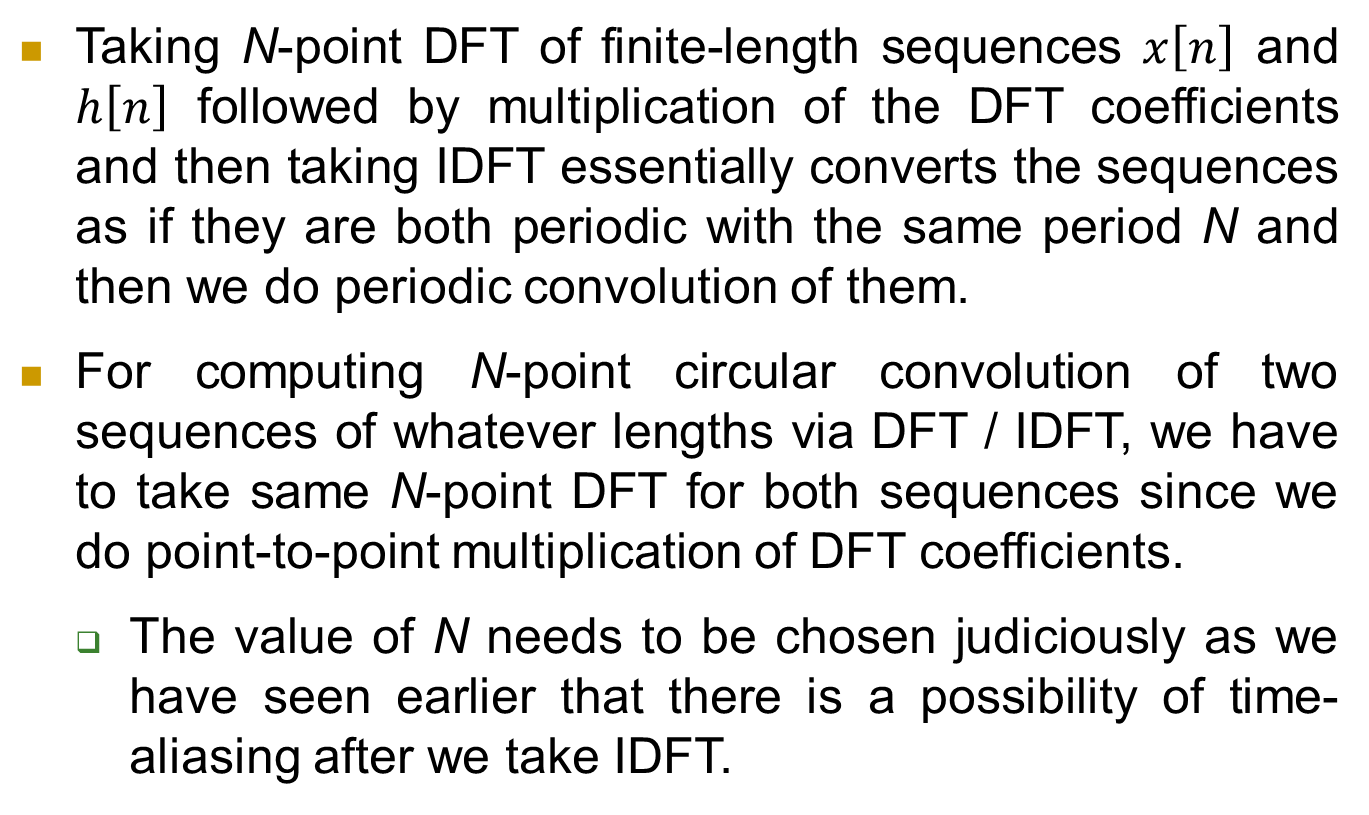 Taking N-point DFT of finite-length sequences x[n] and
h[n] followed by multiplication of the DFT coefficients
and then taking IDFT essentially converts the sequences
as if they are both periodic with the same period N and
then we do periodic convolution of them.
For computing N-point circular convolution of two
sequences of whatever lengths via DFT / IDFT, we have
to take same N-point DFT for both sequences since we
do point-to-point multiplication of DFT coefficients.
The value of N needs to be chosen judiciously as we
have seen earlier that there is a possibility of time-
aliasing after we take IDFT.